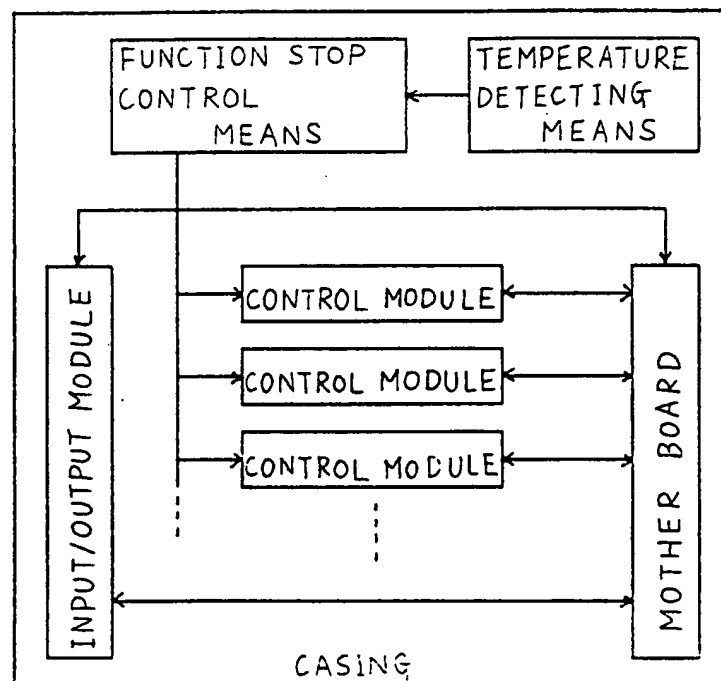 FUNCTION STOP
CONTROL
MEANS
TEMPERATURE
DETECTING
MEANS
INPUT/OUTPUT MODULE
CONTROL MODULE
CONTROL MODULE
CONTROL MODULE
MOTHER BOARD
CASING